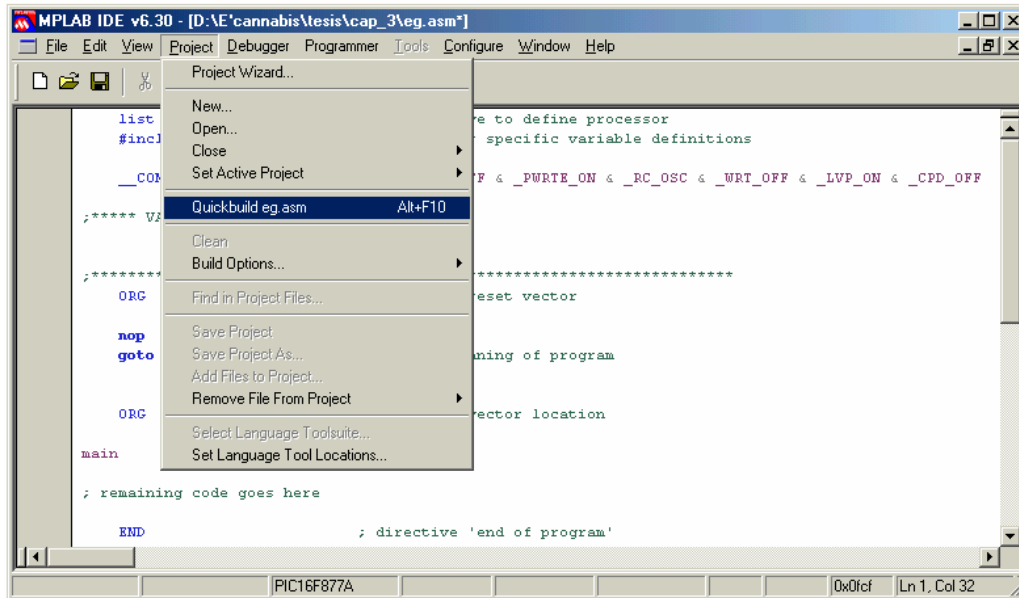 MPLAB IDE v6.30 - [D:\E'cannabis\tesis\cap_3\eg.asm*]
File Edit View Project Debugger Programmer Tools Configure Window Help
Project Wizard...
New...
Open...
Close
Set Active Project
Quickbuild eg.asm Alt+F10
Clean
Build Options...
Find in Project Files...
Save Project
Save Project As...
Add Files to Project...
Remove File From Project
Select Language Toolsuite...
Set Language Tool Locations...
list to define processor
#incl specific variable definitions
__CON & _PWRTE_ON & _RC_OSC & _WRT_OFF & _LVP_ON & _CPD_OFF
;***** VA
;******** ****************************
ORG eset vector
nop
goto ning of program
ORG vector location
main
; remaining code goes here
END ; directive 'end of program'
PIC16F877A 0x0fcf Ln 1, Col 32